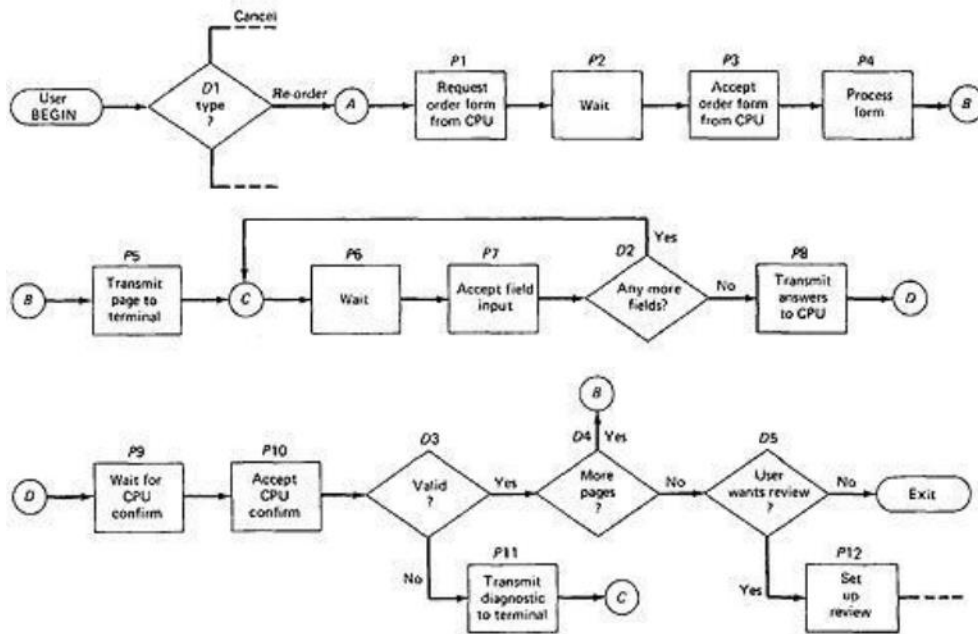 Cancel
P1
P2
P3
P4
User
BEGIN
D1
type
?
Re-order
A
Request
order form
from CPU
Wait
Accept
order form
from CPU
Process
form
B
Yes
P5
P6
P7
D2
P8
B
Transmit
page to
terminal
C
Wait
Accept field
input
Any more
fields?
No
Transmit
answers
to CPU
D
B
P9
P10
D3
D4
Yes
D5
D
Wait for
CPU
confirm
Accept
CPU
confirm
Valid
?
Yes
More
pages
?
No
User
wants review
?
No
Exit
No
P11
Transmit
diagnostic
to terminal
C
Yes
P12
Set
up
review